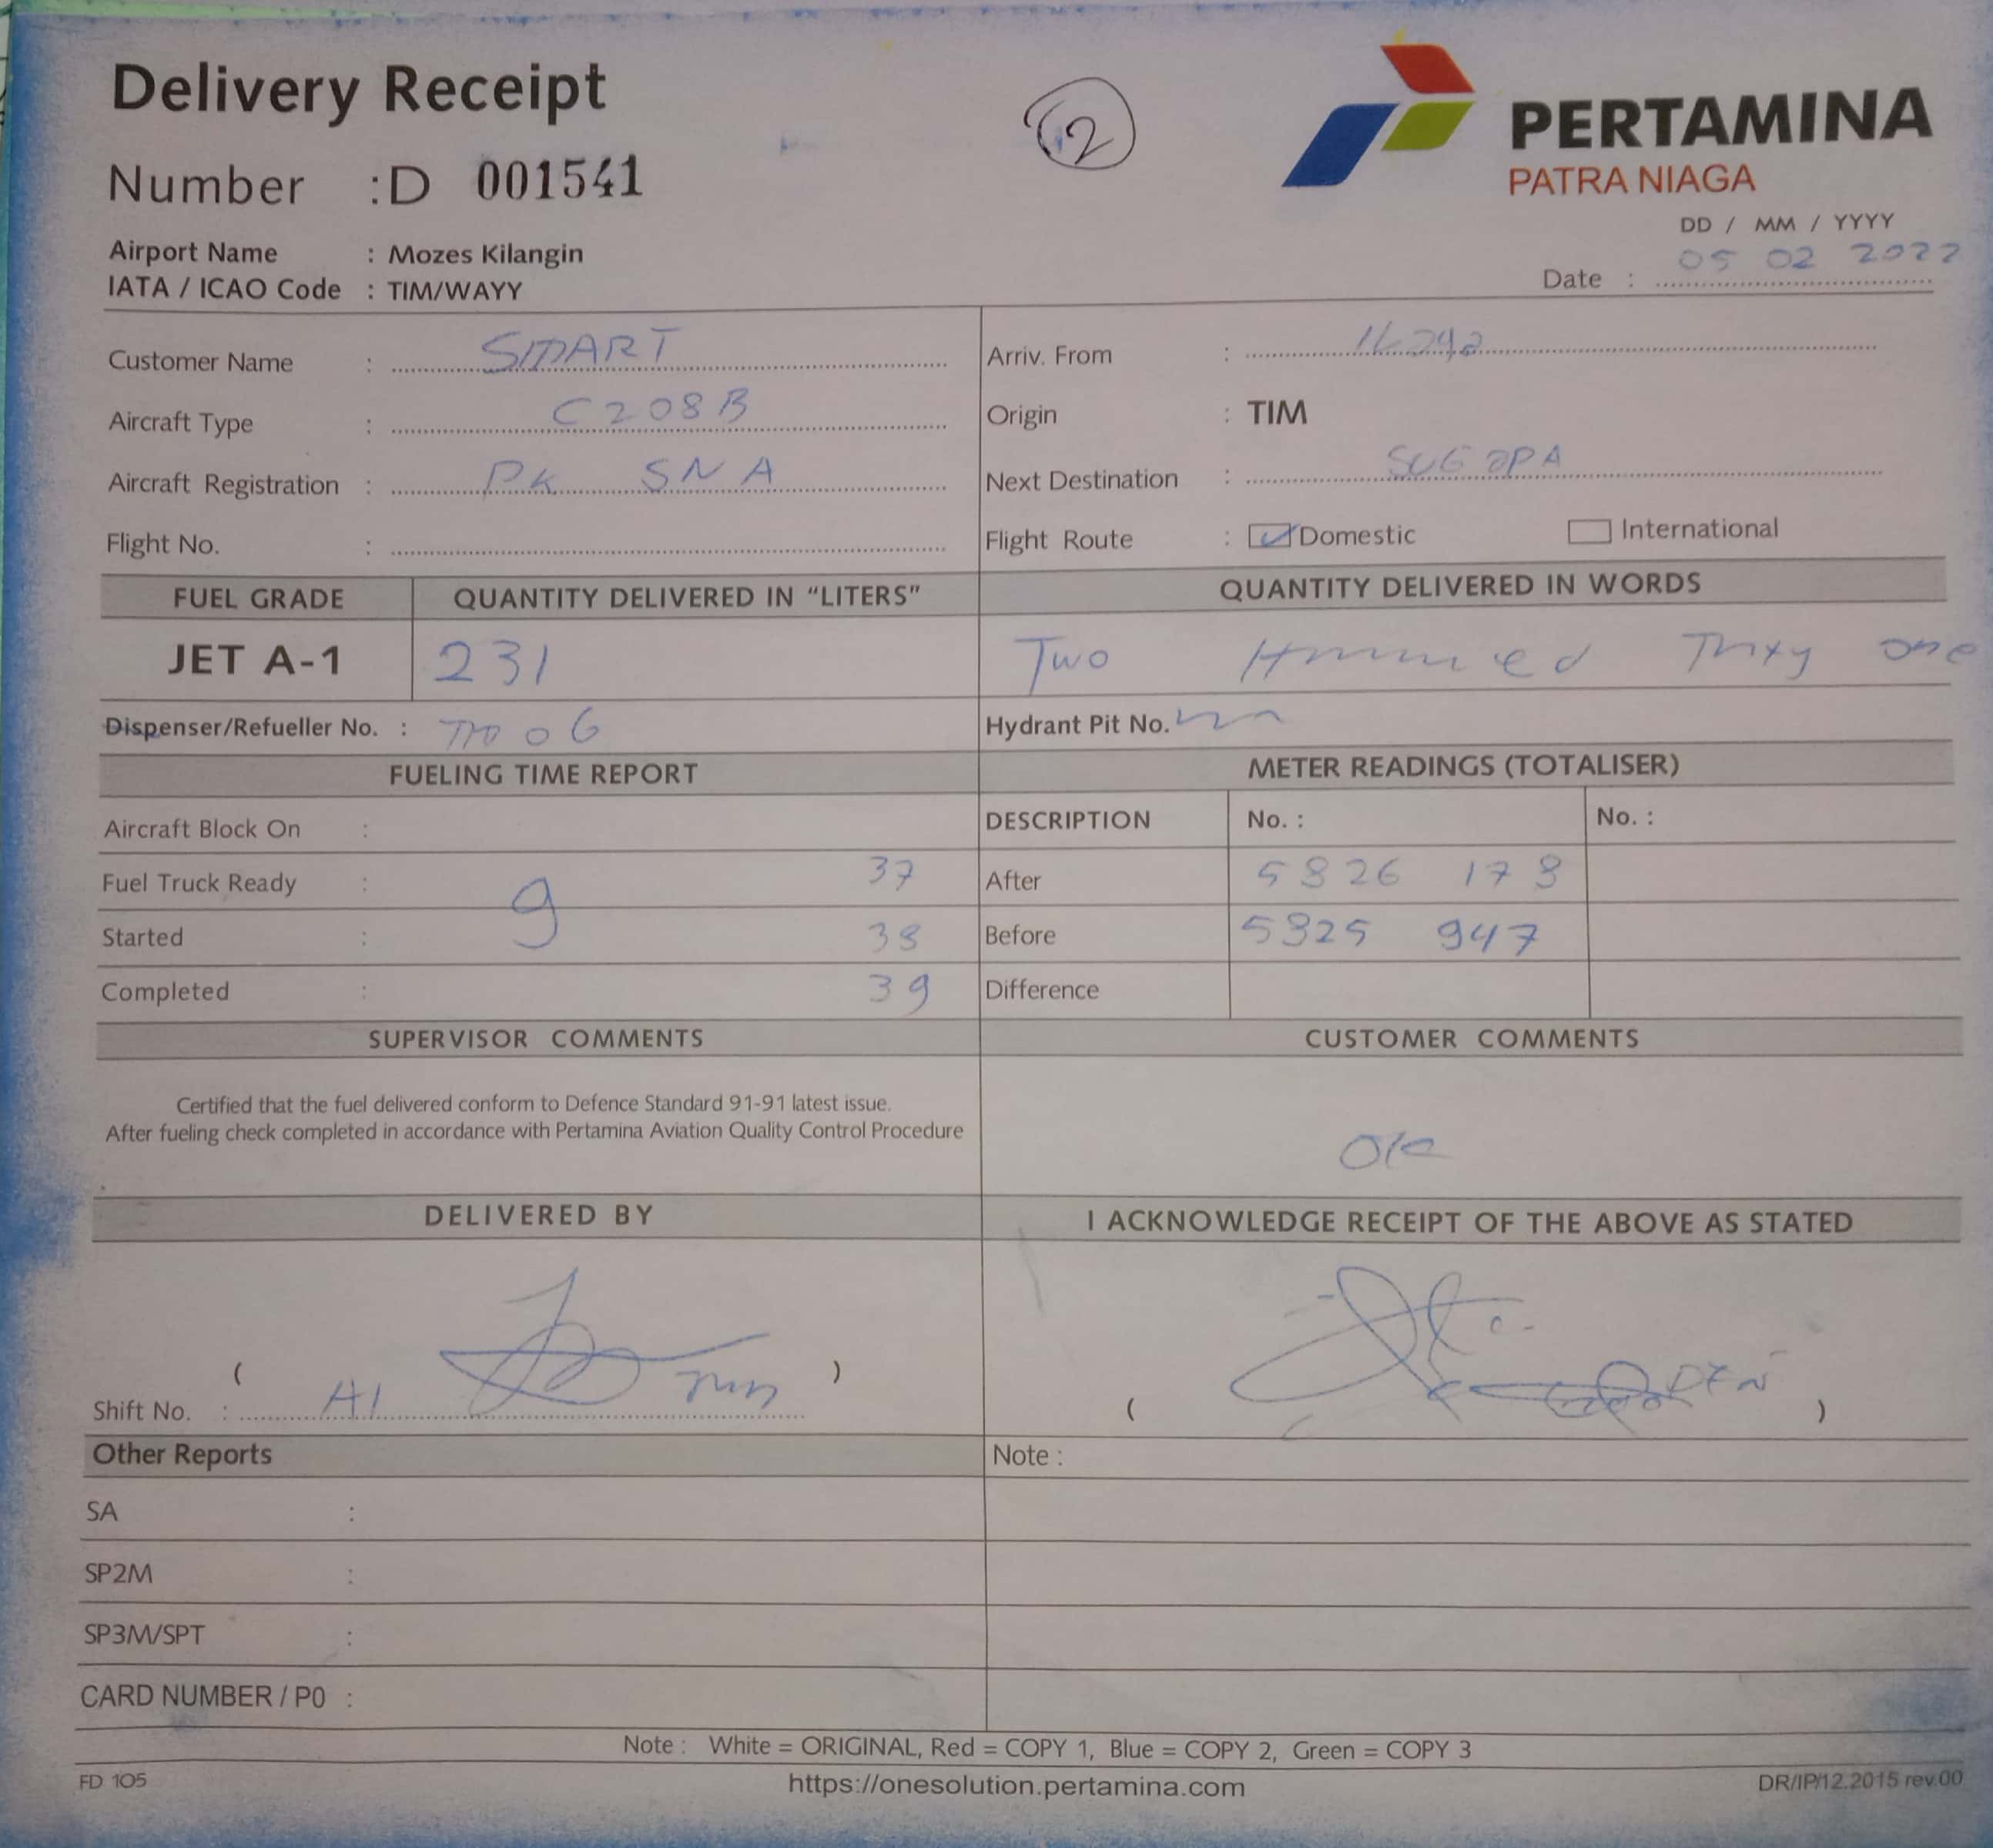 Delivery Receipt
2
PERTAMINA
PATRA NIAGA
Number : D 001541
DD / MM / YYYY
Airport Name : Mozes Kilangin
Date : 05 02 2022
IATA / ICAO Code : TIM/WAYY
Customer Name : SMART
Arriv. From :
Aircraft Type : C208B
Origin : TIM
Aircraft Registration : PK SNA
Next Destination : SUGAPA
Flight No. :
Flight Route : Domestic International
FUEL GRADE QUANTITY DELIVERED IN "LITERS" QUANTITY DELIVERED IN WORDS
JET A-1 231 Two Hundred Thirty one
Dispenser/Refueller No. : 06
Hydrant Pit No.
FUELING TIME REPORT METER READINGS (TOTALISER)
Aircraft Block On : DESCRIPTION No. : No. :
Fuel Truck Ready : 9 37 After 5826 178
Started : 38 Before 5825 947
Completed : 39 Difference
SUPERVISOR COMMENTS CUSTOMER COMMENTS
Certified that the fuel delivered conform to Defence Standard 91-91 latest issue.
After fueling check completed in accordance with Pertamina Aviation Quality Control Procedure
OK
DELIVERED BY I ACKNOWLEDGE RECEIPT OF THE ABOVE AS STATED
( )
Shift No. : A1
( )
Other Reports Note :
SA :
SP2M :
SP3M/SPT :
CARD NUMBER / P0 :
Note : White = ORIGINAL, Red = COPY 1, Blue = COPY 2, Green = COPY 3
FD 105 https://onesolution.pertamina.com DR/IP/12.2015 rev.00